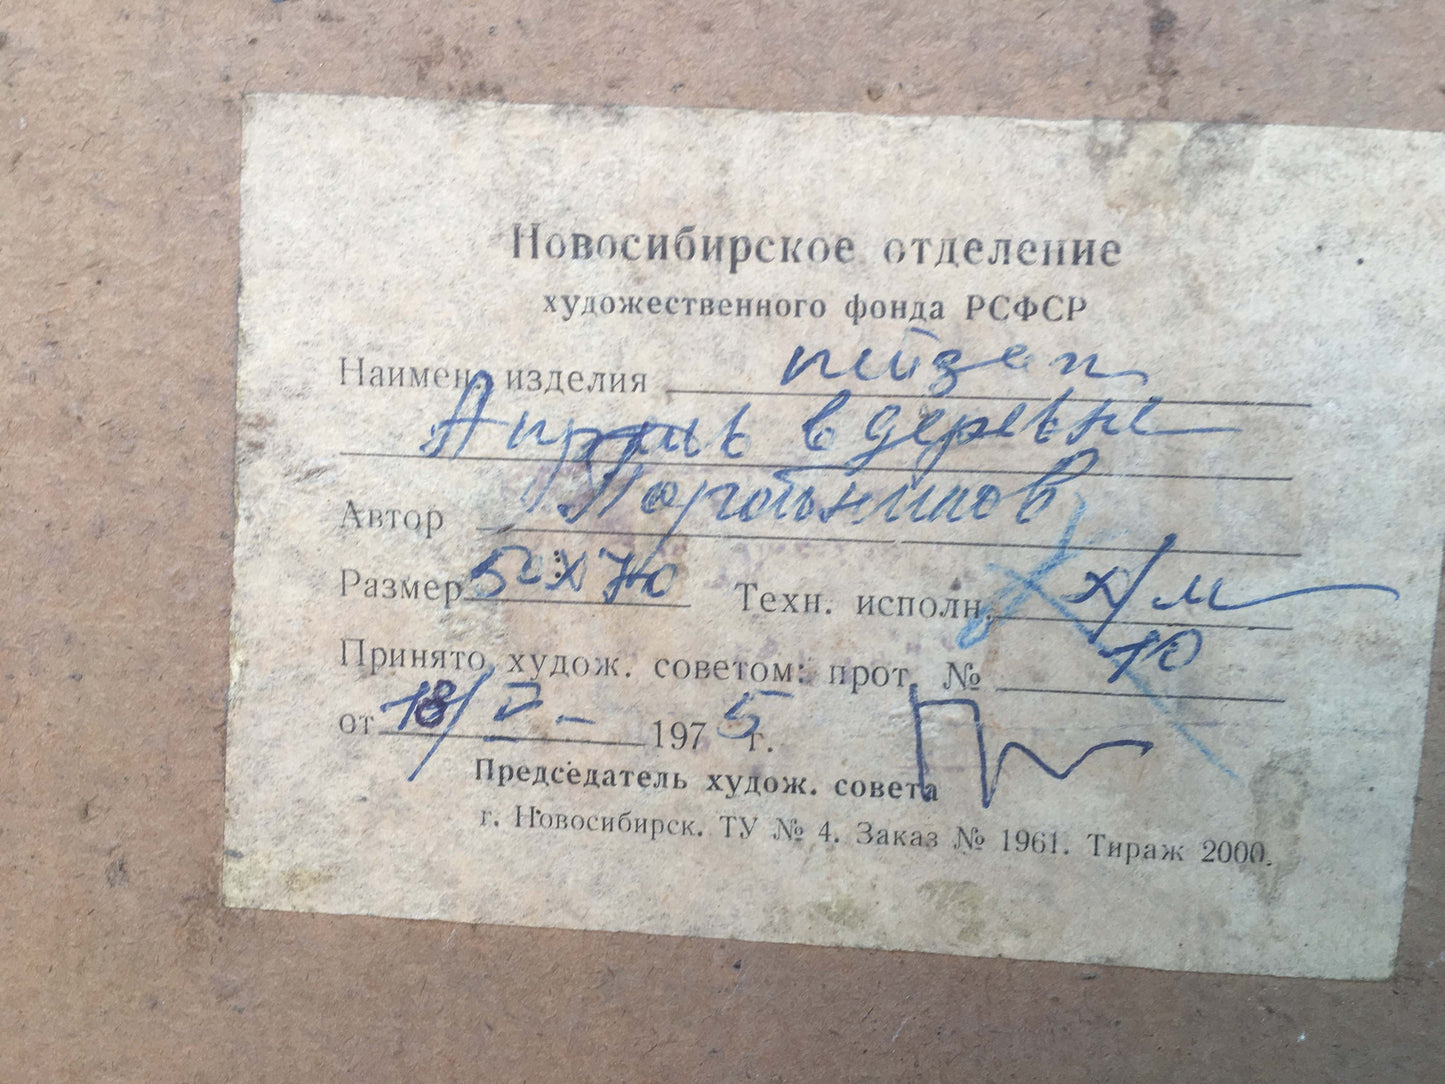 Новосибирское отделение
художественного фонда РСФСР
Наимен. изделия пейзаж
Апрель в деревне
Автор
Размер 50х70 Техн. исполн. х/м
Принято худож. советом: прот. № 10
от 18/V - 1975 г.
Председатель худож. совета
г. Новосибирск. ТУ № 4. Заказ № 1961. Тираж 2000.